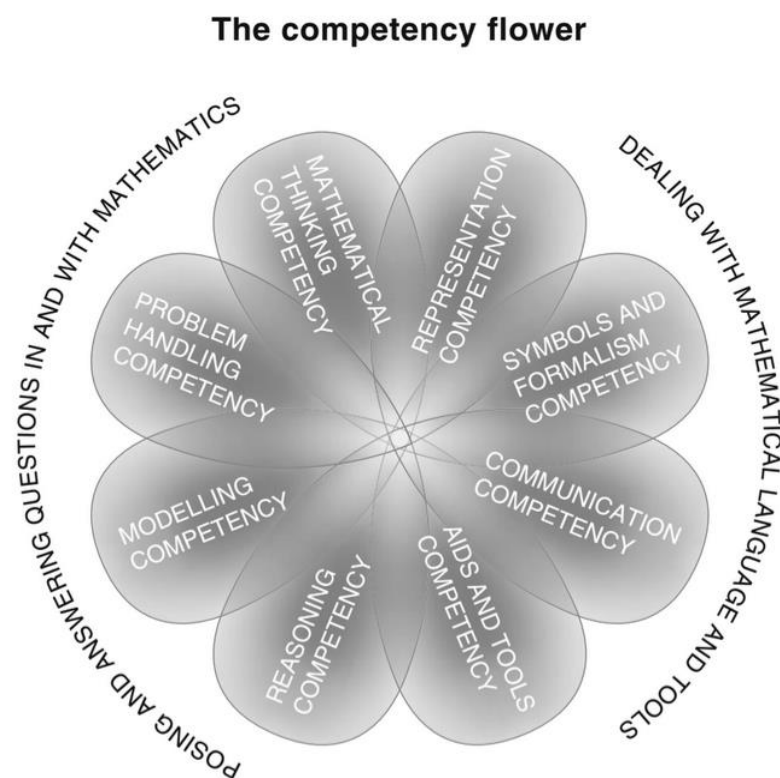 The competency flower
POSING AND ANSWERING QUESTIONS IN AND WITH MATHEMATICS
DEALING WITH MATHEMATICAL LANGUAGE AND TOOLS
MATHEMATICAL
THINKING
COMPETENCY
REPRESENTATION
COMPETENCY
PROBLEM
HANDLING
COMPETENCY
SYMBOLS AND
FORMALISM
COMPETENCY
MODELLING
COMPETENCY
COMMUNICATION
COMPETENCY
REASONING
COMPETENCY
AIDS AND TOOLS
COMPETENCY